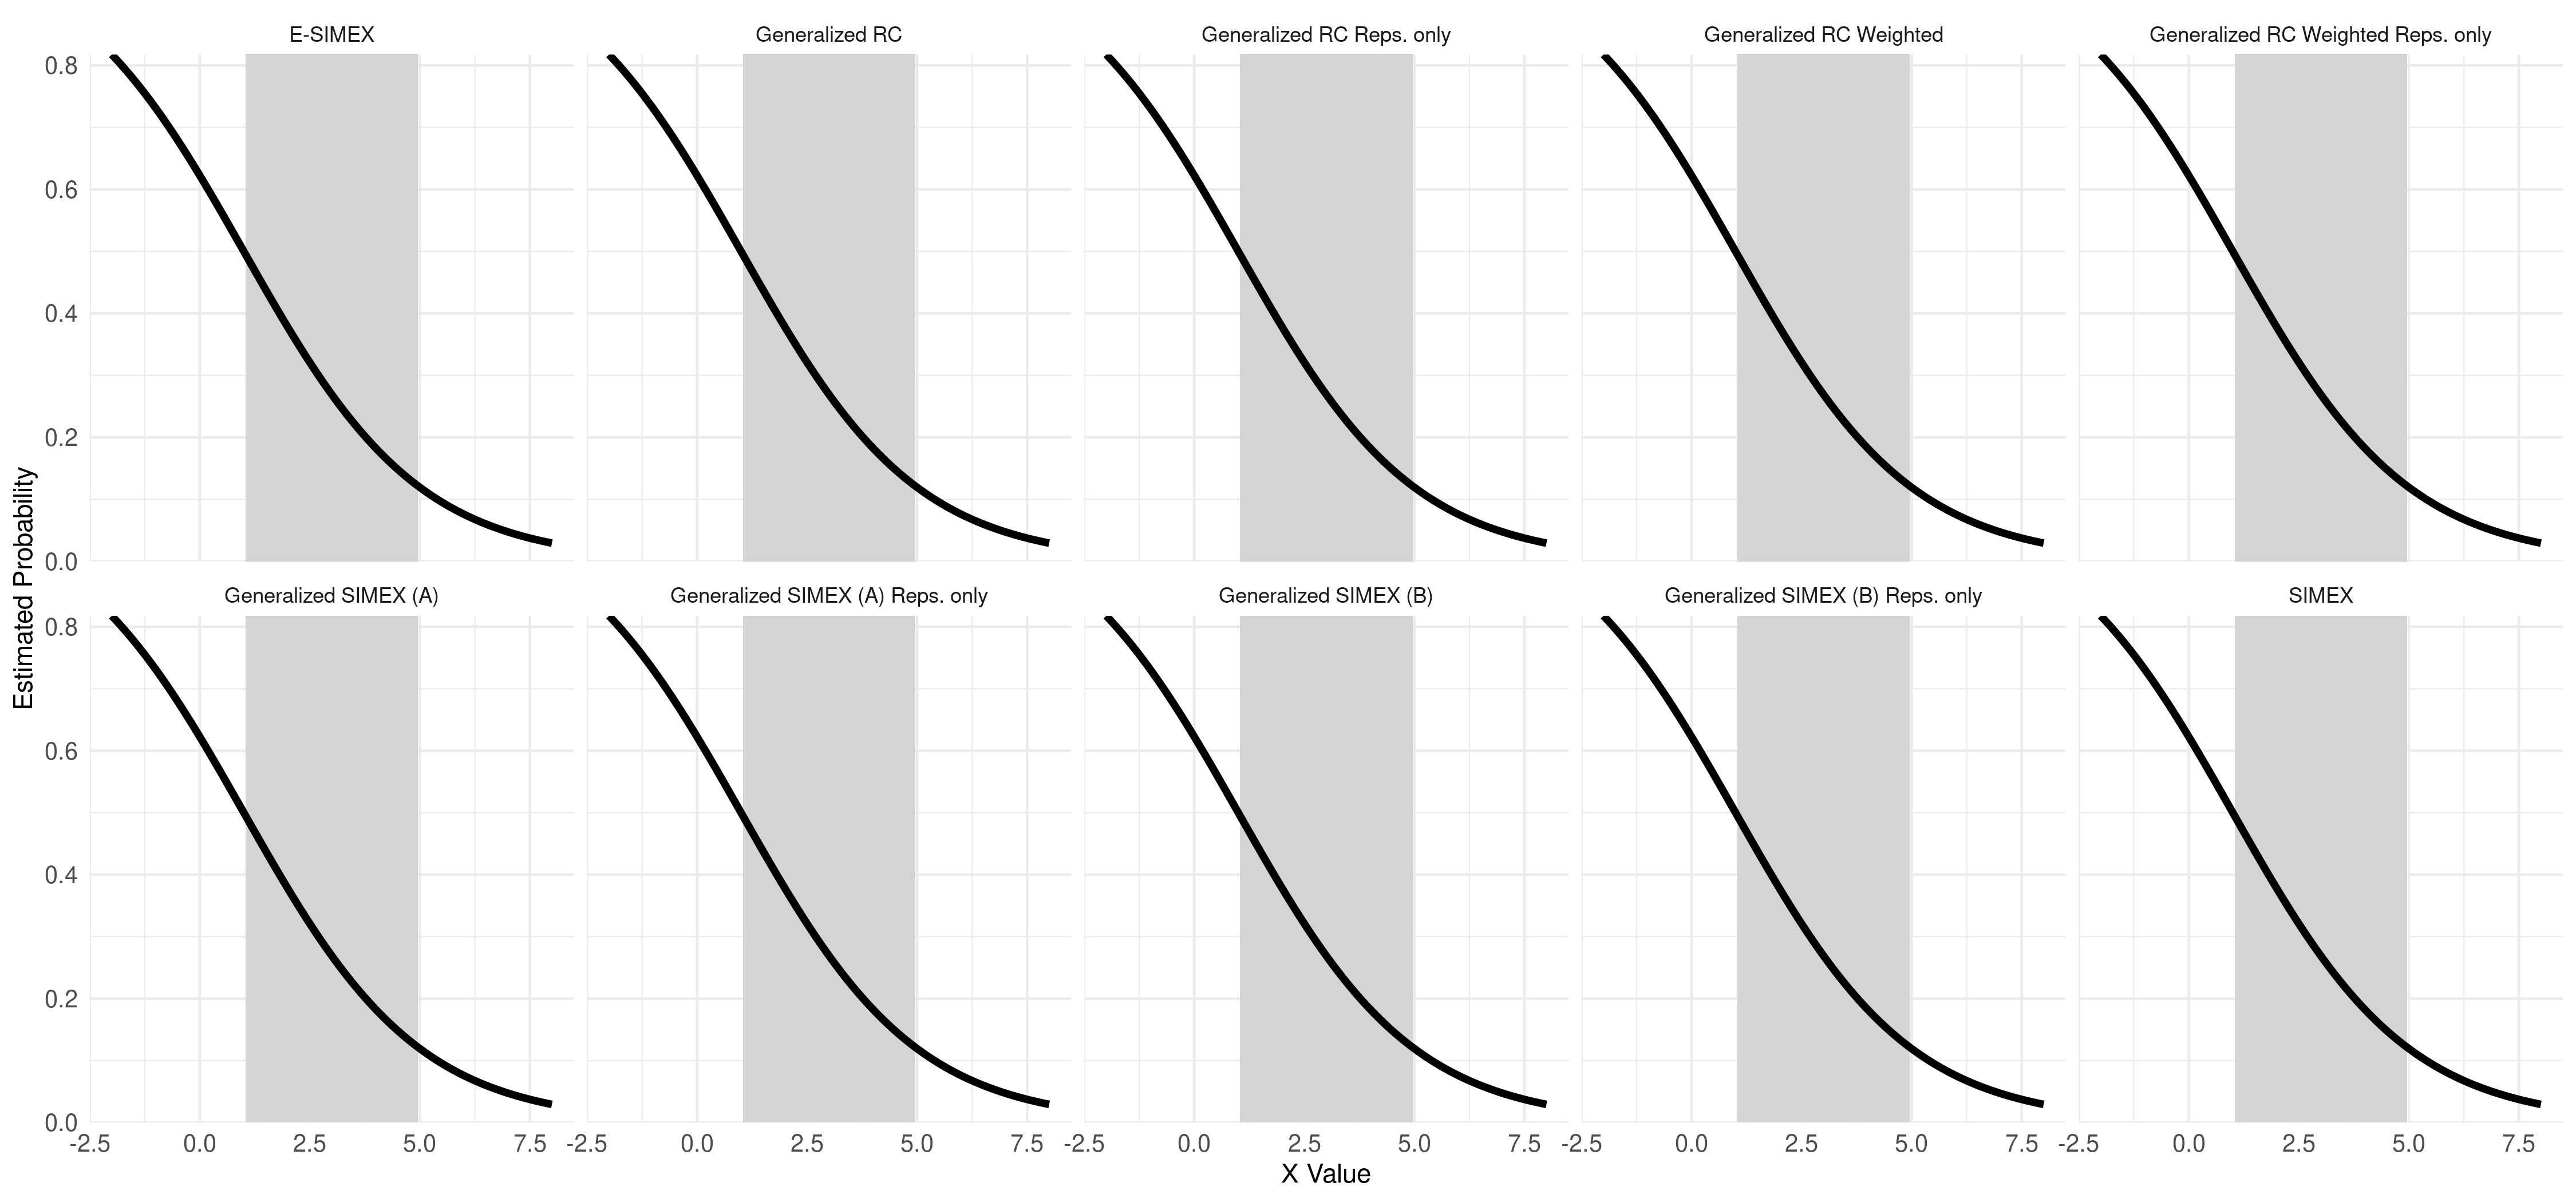 E-SIMEX
Generalized RC
Generalized RC Reps. only
Generalized RC Weighted
Generalized RC Weighted Reps. only
0.8
0.6
0.4
0.2
0.0
Estimated Probability
Generalized SIMEX (A)
Generalized SIMEX (A) Reps. only
Generalized SIMEX (B)
Generalized SIMEX (B) Reps. only
SIMEX
0.8
0.6
0.4
0.2
0.0
-2.5 0.0 2.5 5.0 7.5 -2.5 0.0 2.5 5.0 7.5 -2.5 0.0 2.5 5.0 7.5 -2.5 0.0 2.5 5.0 7.5 -2.5 0.0 2.5 5.0 7.5
X Value